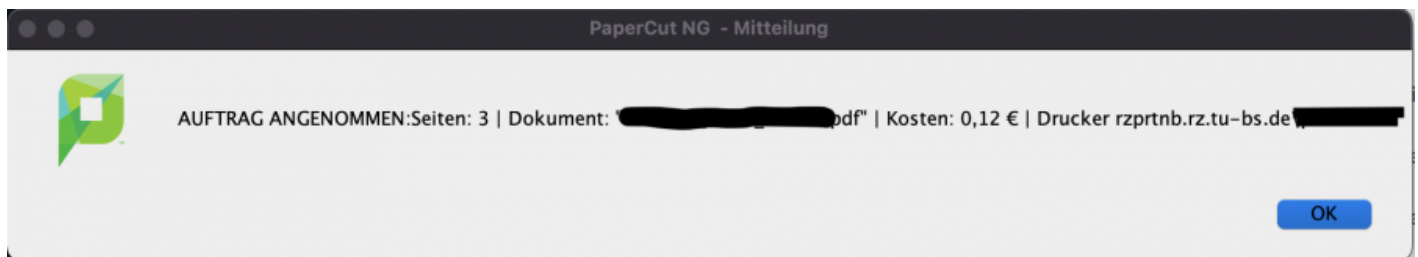 PaperCut NG - Mitteilung
AUFTRAG ANGENOMMEN:Seiten: 3 | Dokument: " pdf" | Kosten: 0,12 € | Drucker rzprtnb.rz.tu-bs.de\
OK